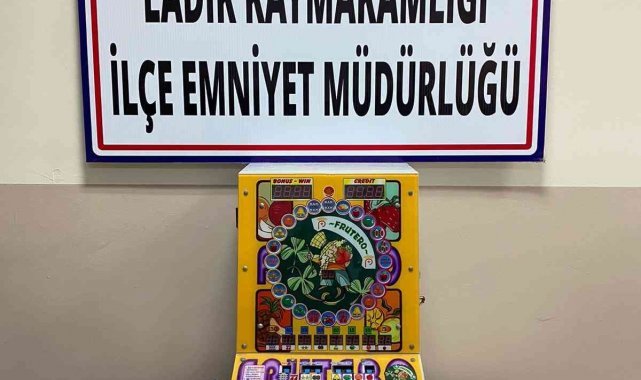 LADİK KAYMAKAMLIĞI
İLÇE EMNİYET MÜDÜRLÜĞÜ
BONUS - WIN CREDIT
~FRUTERO~